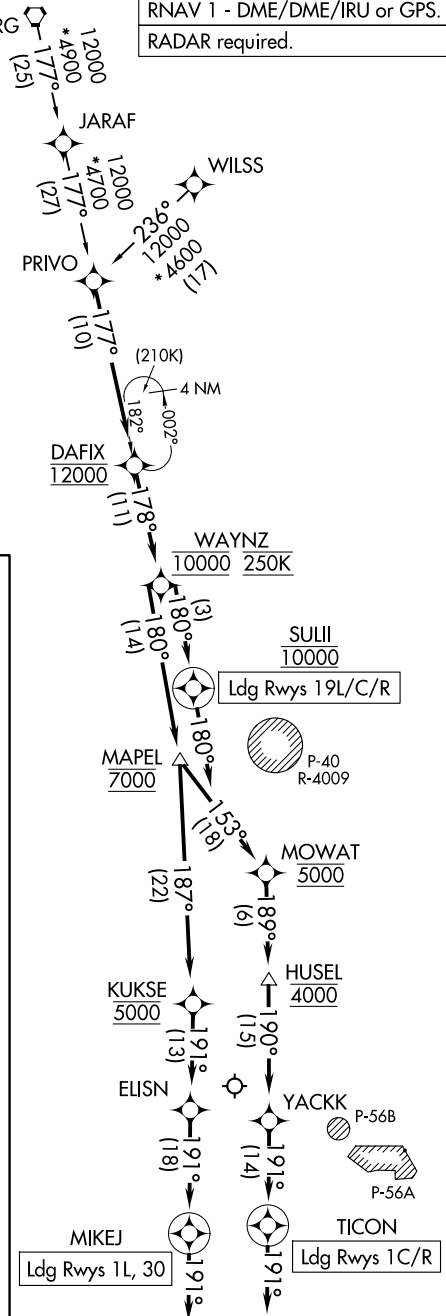 RNAV 1 - DME/DME/IRU or GPS.
RADAR required.
RG
12000
*4900
177°
(25)
JARAF
12000
*4700
177°
(27)
WILSS
236°
12000
*4600
(17)
PRIVO
177°
(10)
(210K)
4 NM
182°
002°
DAFIX
12000
178°
(11)
WAYNZ
10000 250K
(3)
180°
180°
(14)
SULII
10000
Ldg Rwys 19L/C/R
180°
P-40
R-4009
MAPEL
7000
153°
(18)
MOWAT
5000
187°
(22)
189°
(6)
HUSEL
4000
KUKSE
5000
190°
(15)
191°
(13)
ELISN
YACKK
P-56B
P-56A
191°
(18)
191°
(14)
MIKEJ
Ldg Rwys 1L, 30
TICON
Ldg Rwys 1C/R
191°
191°